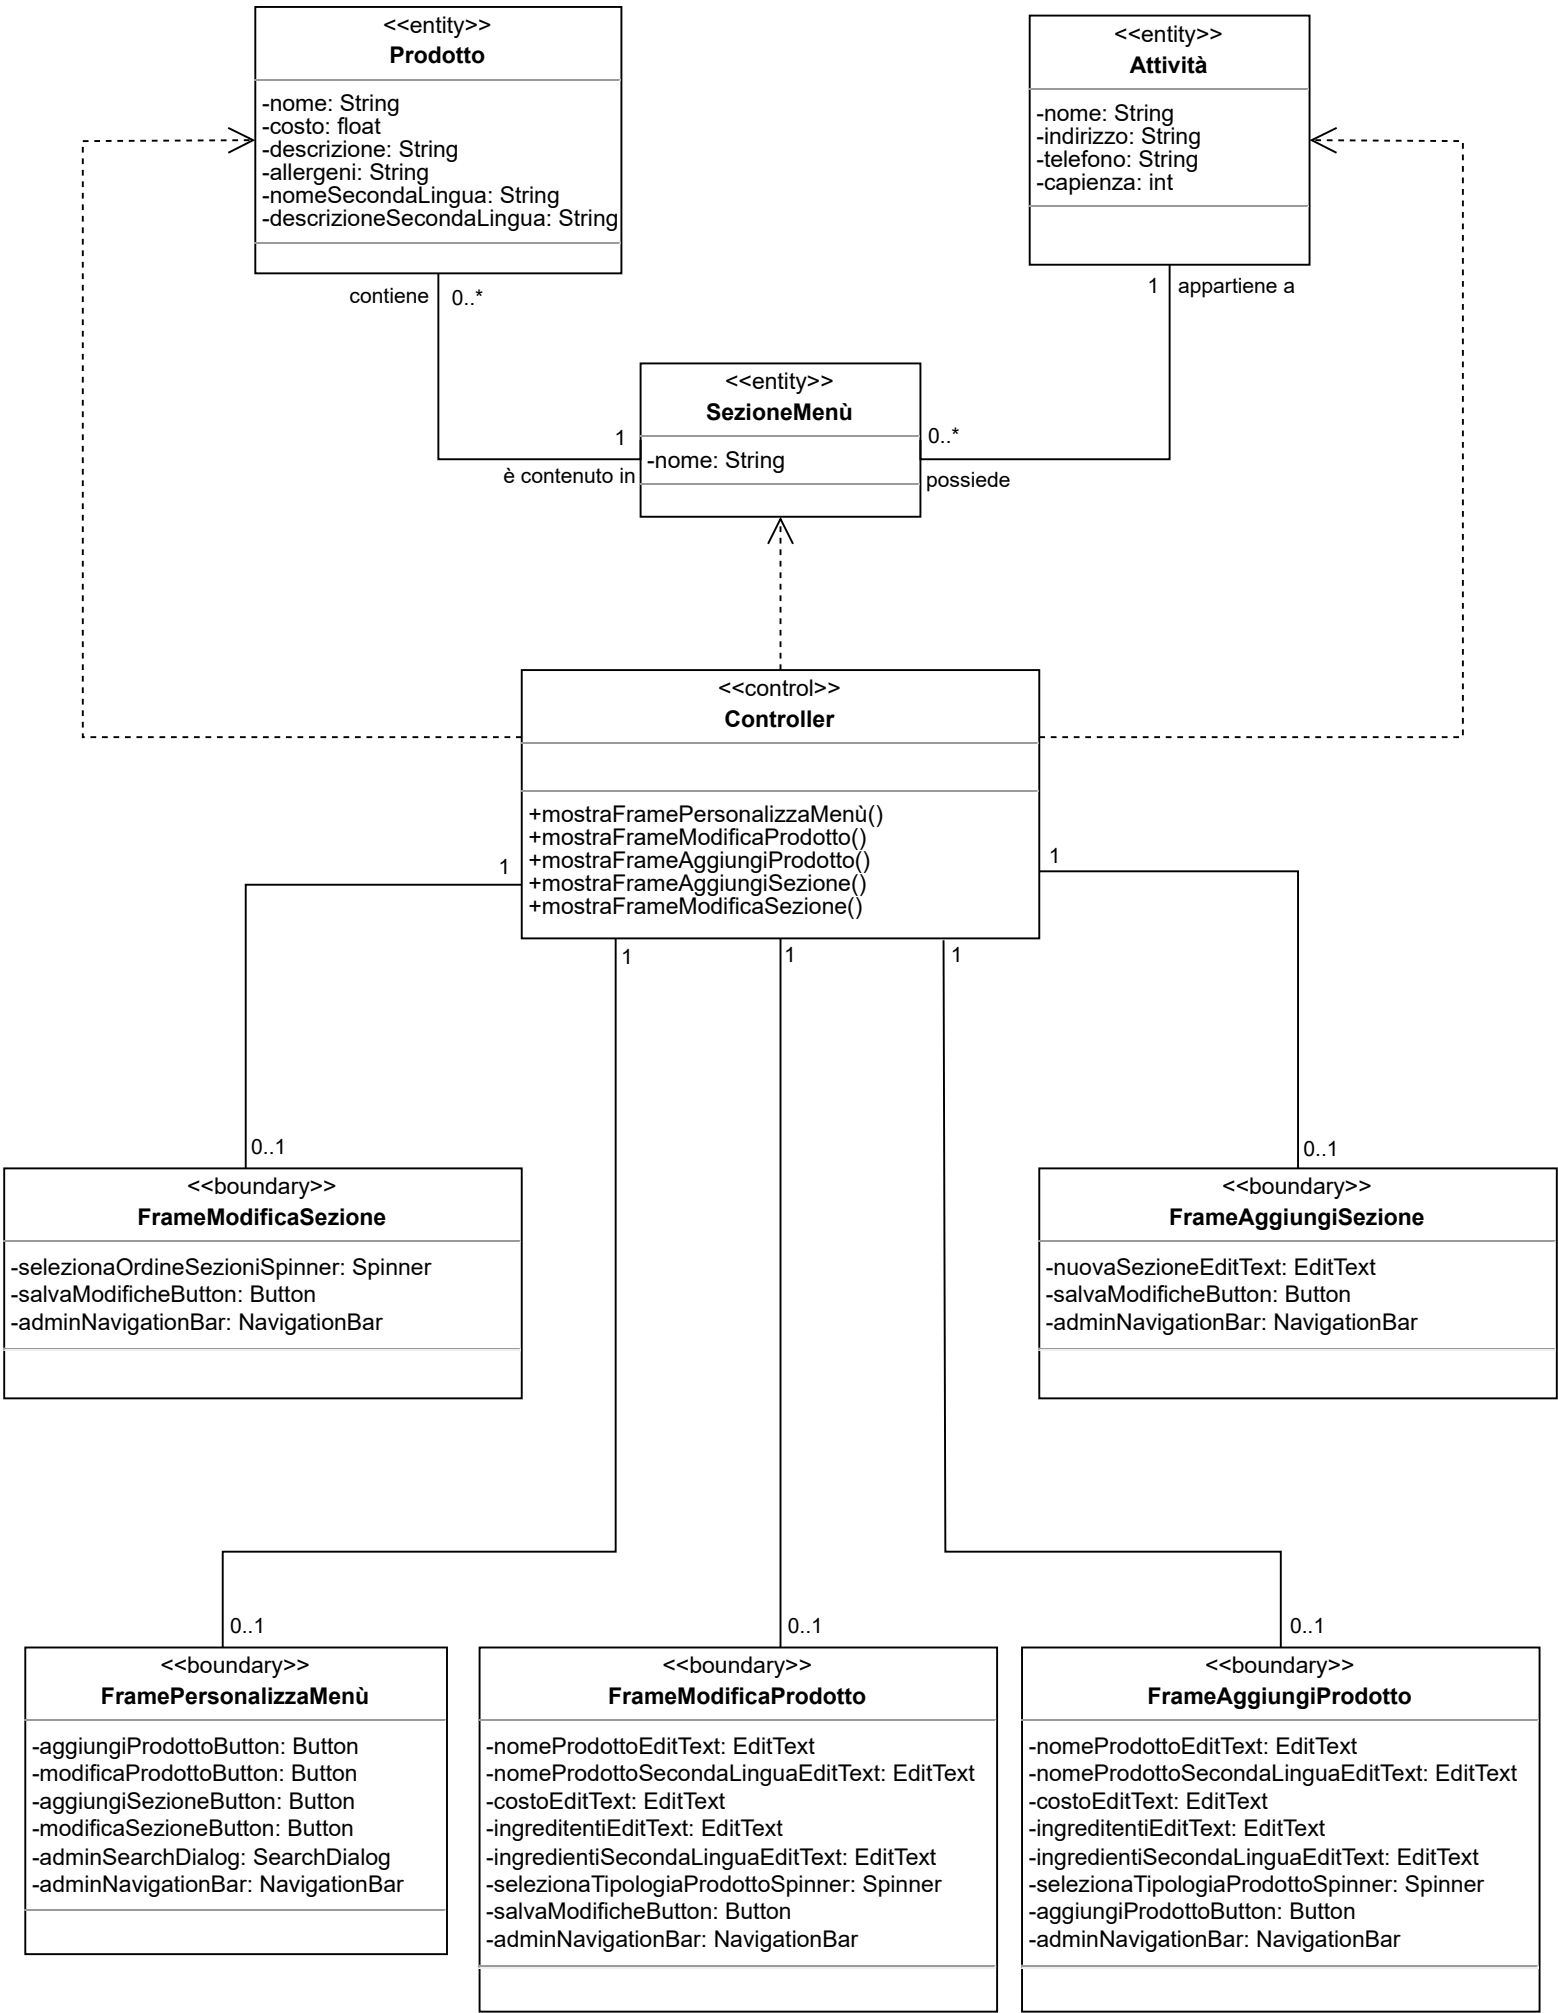 <<entity>>
Prodotto
-nome: String
-costo: float
-descrizione: String
-allergeni: String
-nomeSecondaLingua: String
-descrizioneSecondaLingua: String
<<entity>>
Attività
-nome: String
-indirizzo: String
-telefono: String
-capienza: int
contiene
0..*
1
appartiene a
<<entity>>
SezioneMenù
-nome: String
1
è contenuto in
0..*
possiede
<<control>>
Controller
+mostraFramePersonalizzaMenù()
+mostraFrameModificaProdotto()
+mostraFrameAggiungiProdotto()
+mostraFrameAggiungiSezione()
+mostraFrameModificaSezione()
1
1
1
1
1
0..1
0..1
<<boundary>>
FrameModificaSezione
-selezionaOrdineSezioniSpinner: Spinner
-salvaModificheButton: Button
-adminNavigationBar: NavigationBar
<<boundary>>
FrameAggiungiSezione
-nuovaSezioneEditText: EditText
-salvaModificheButton: Button
-adminNavigationBar: NavigationBar
0..1
0..1
0..1
<<boundary>>
FramePersonalizzaMenù
-aggiungiProdottoButton: Button
-modificaProdottoButton: Button
-aggiungiSezioneButton: Button
-modificaSezioneButton: Button
-adminSearchDialog: SearchDialog
-adminNavigationBar: NavigationBar
<<boundary>>
FrameModificaProdotto
-nomeProdottoEditText: EditText
-nomeProdottoSecondaLinguaEditText: EditText
-costoEditText: EditText
-ingreditentiEditText: EditText
-ingredientiSecondaLinguaEditText: EditText
-selezionaTipologiaProdottoSpinner: Spinner
-salvaModificheButton: Button
-adminNavigationBar: NavigationBar
<<boundary>>
FrameAggiungiProdotto
-nomeProdottoEditText: EditText
-nomeProdottoSecondaLinguaEditText: EditText
-costoEditText: EditText
-ingreditentiEditText: EditText
-ingredientiSecondaLinguaEditText: EditText
-selezionaTipologiaProdottoSpinner: Spinner
-aggiungiProdottoButton: Button
-adminNavigationBar: NavigationBar